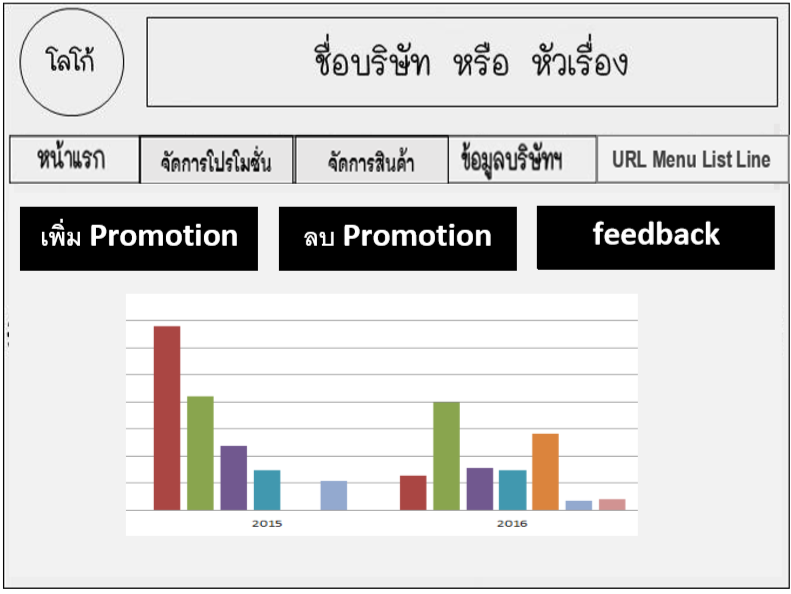 โลโก้
ชื่อบริษัท หรือ หัวเรื่อง
หน้าแรก
จัดการโปรโมชั่น
จัดการสินค้า
ข้อมูลบริษัทฯ
URL Menu List Line
เพิ่ม Promotion
ลบ Promotion
feedback
2015
2016